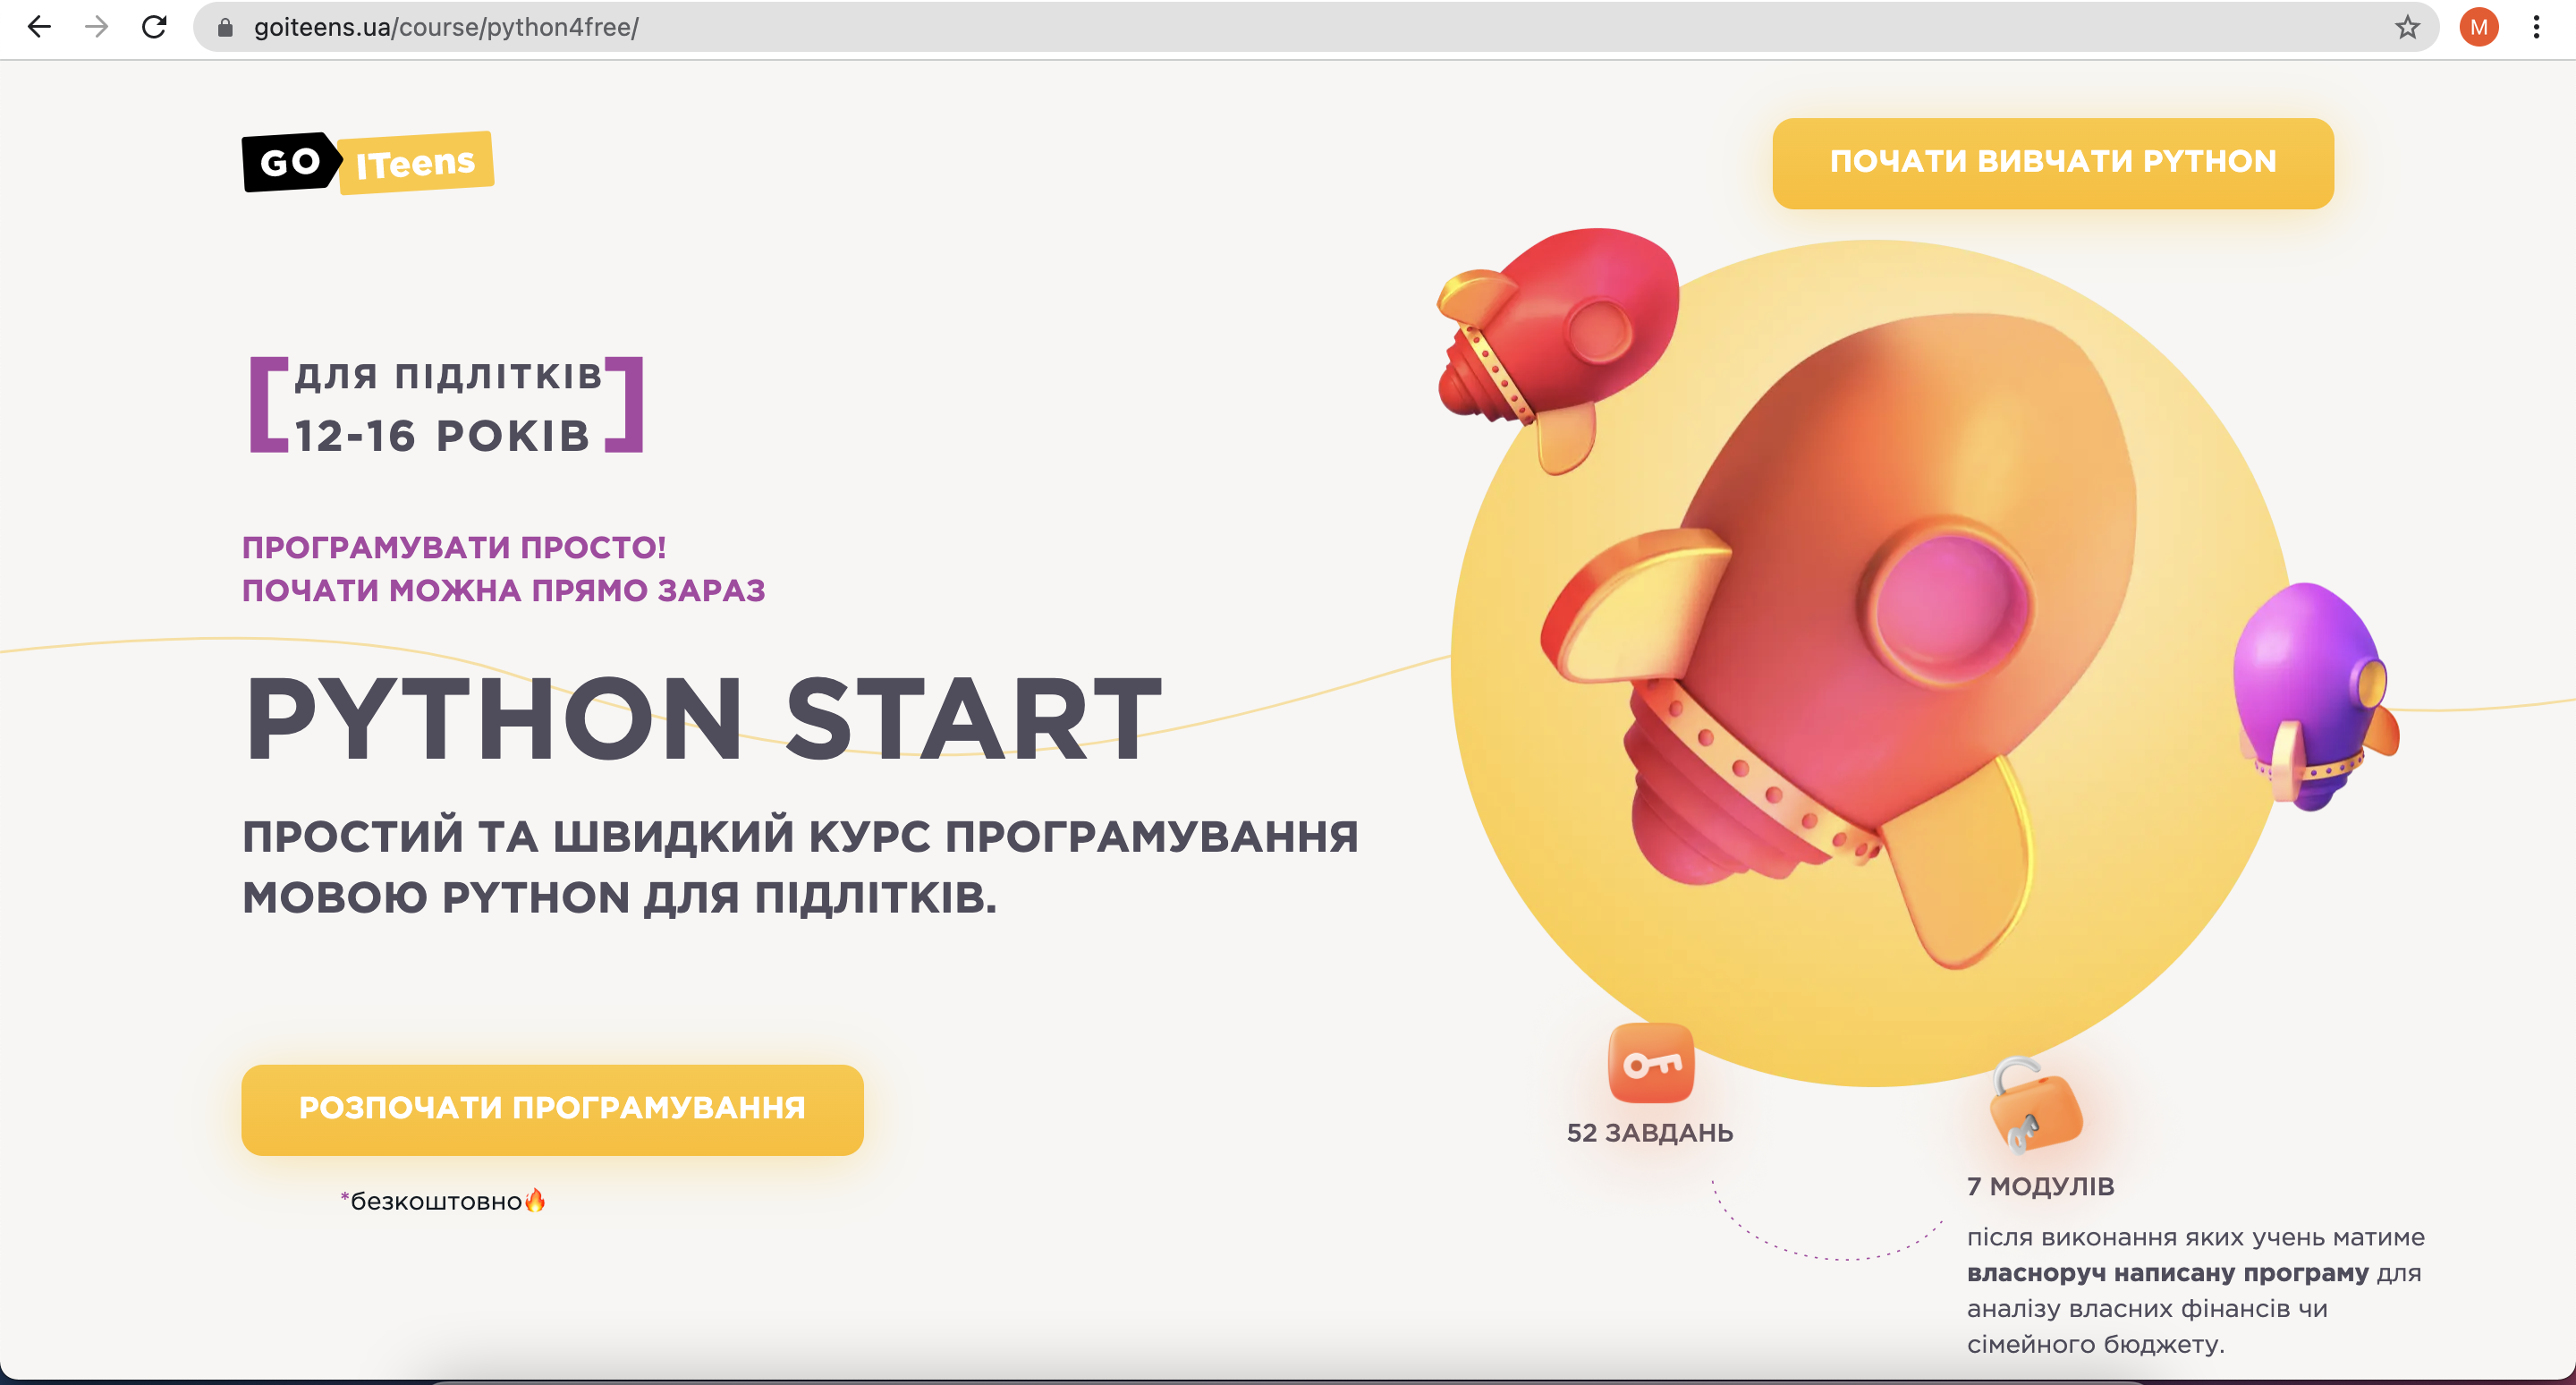 goiteens.ua/course/python4free/
M
GO ITeens
ПОЧАТИ ВИВЧАТИ PYTHON
ДЛЯ ПІДЛІТКІВ
12-16 РОКІВ
ПРОГРАМУВАТИ ПРОСТО!
ПОЧАТИ МОЖНА ПРЯМО ЗАРАЗ
PYTHON START
ПРОСТИЙ ТА ШВИДКИЙ КУРС ПРОГРАМУВАННЯ
МОВОЮ PYTHON ДЛЯ ПІДЛІТКІВ.
РОЗПОЧАТИ ПРОГРАМУВАННЯ
*безкоштовно🔥
52 ЗАВДАНЬ
7 МОДУЛІВ
після виконання яких учень матиме
власноруч написану програму для
аналізу власних фінансів чи
сімейного бюджету.